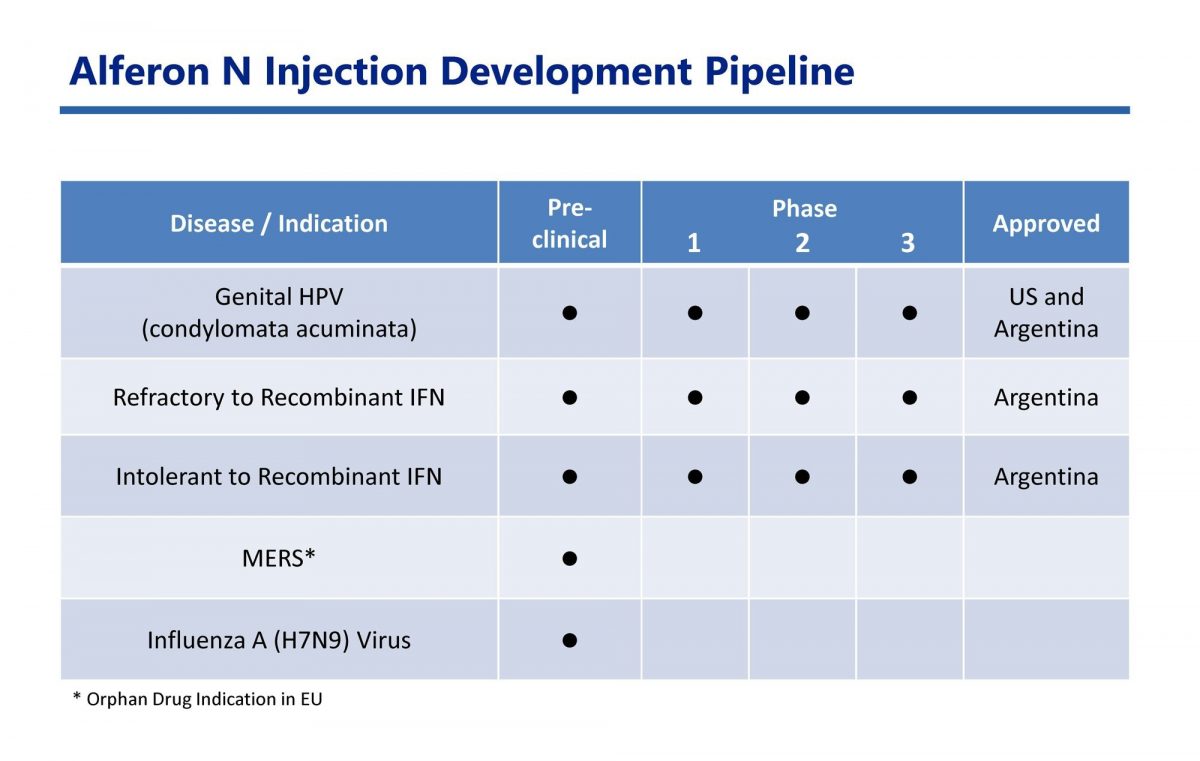 Alferon N Injection Development Pipeline
Disease / Indication
Pre-
clinical
Phase
1 2 3
Approved
Genital HPV
(condylomata acuminata)
● ● ● ●
US and
Argentina
Refractory to Recombinant IFN ● ● ● ● Argentina
Intolerant to Recombinant IFN ● ● ● ● Argentina
MERS* ●
Influenza A (H7N9) Virus ●
* Orphan Drug Indication in EU